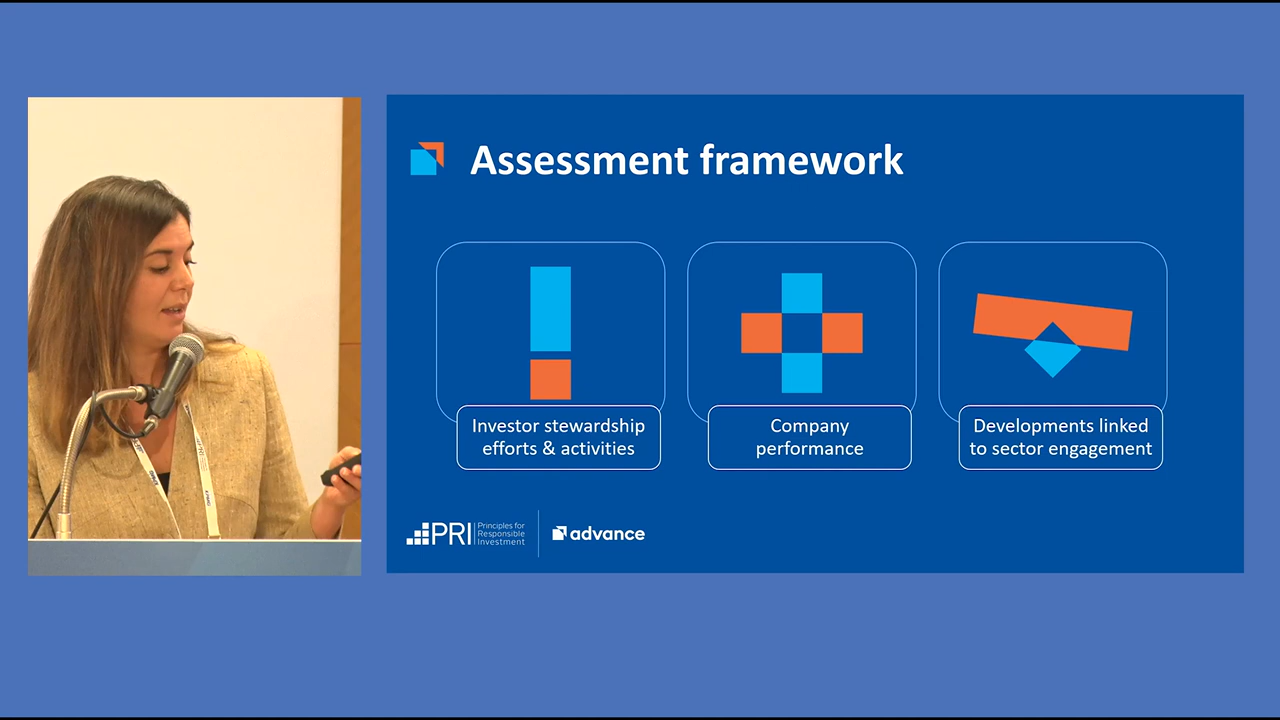 Assessment framework
Investor stewardship
efforts & activities
Company
performance
Developments linked
to sector engagement
PRI
Principles for
Responsible
Investment
advance